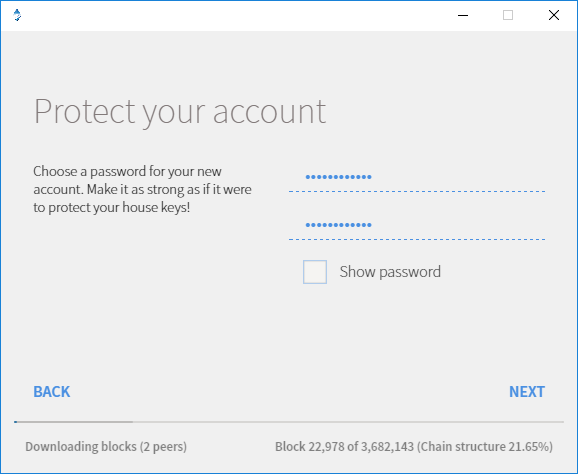 Protect your account
Choose a password for your new
account. Make it as strong as if it were
to protect your house keys!
••••••••••••
••••••••••••
Show password
BACK
NEXT
Downloading blocks (2 peers)
Block 22,978 of 3,682,143 (Chain structure 21.65%)